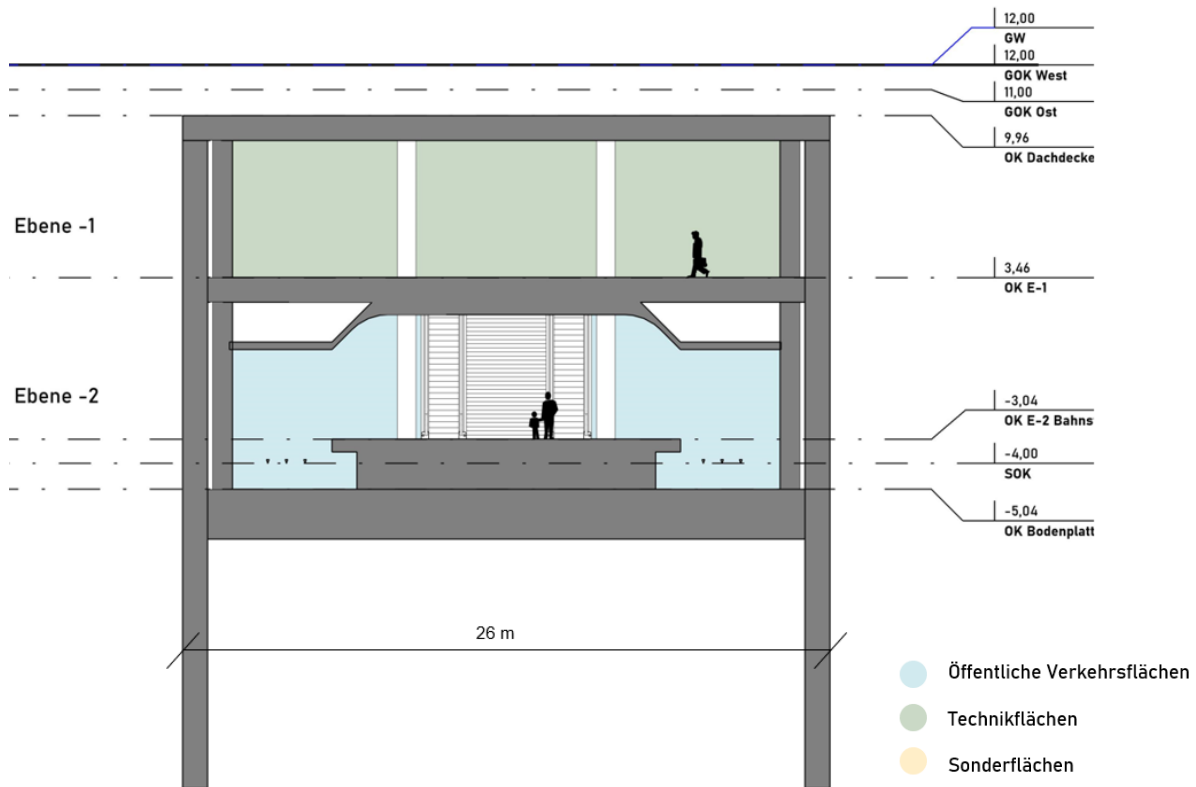 12,00
GW
12,00
GOK West
11,00
GOK Ost
9,96
OK Dachdecke
Ebene -1
3,46
OK E-1
Ebene -2
-3,04
OK E-2 Bahns
-4,00
SOK
-5,04
OK Bodenplatt
26 m
Öffentliche Verkehrsflächen
Technikflächen
Sonderflächen